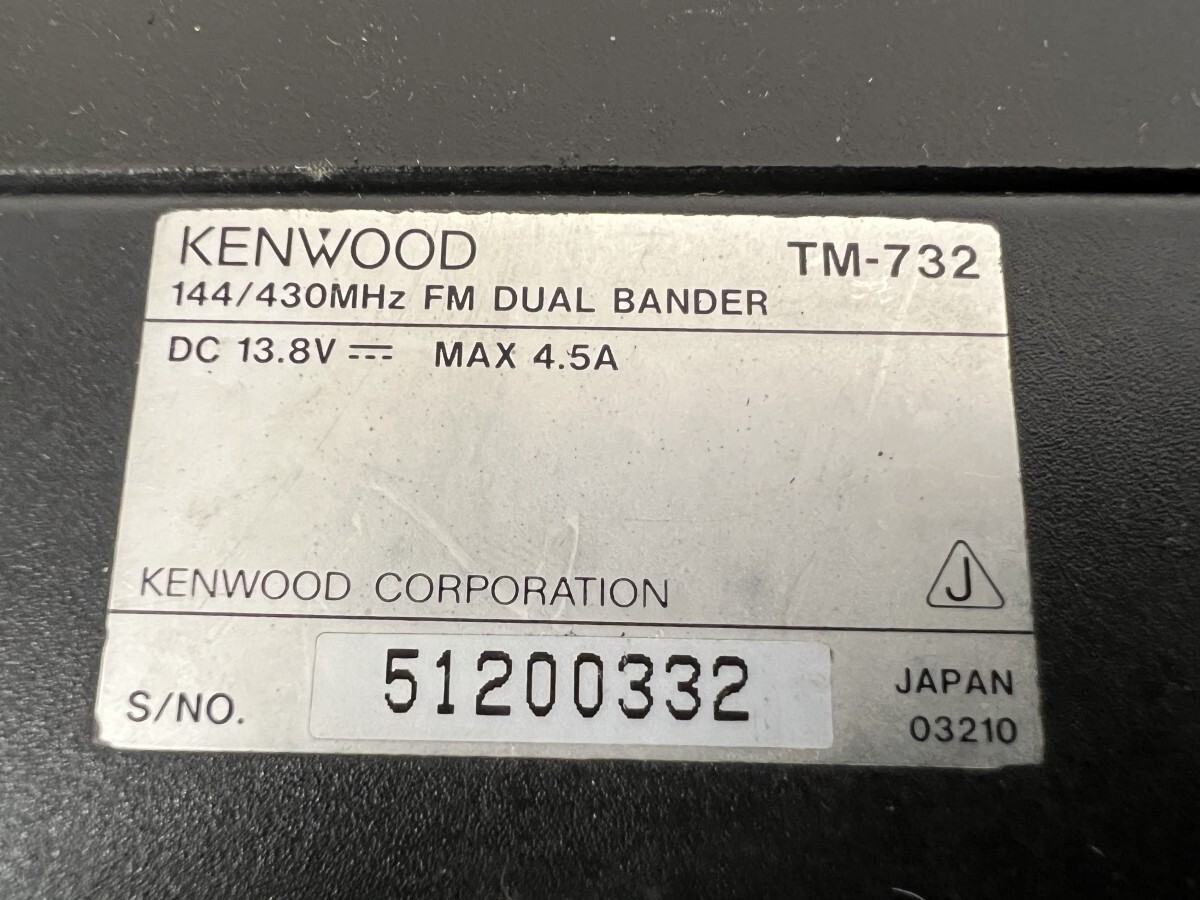 KENWOOD TM-732
144/430MHz FM DUAL BANDER
DC 13.8V ⎓ MAX 4.5A
KENWOOD CORPORATION J
S/NO. 51200332 JAPAN
03210